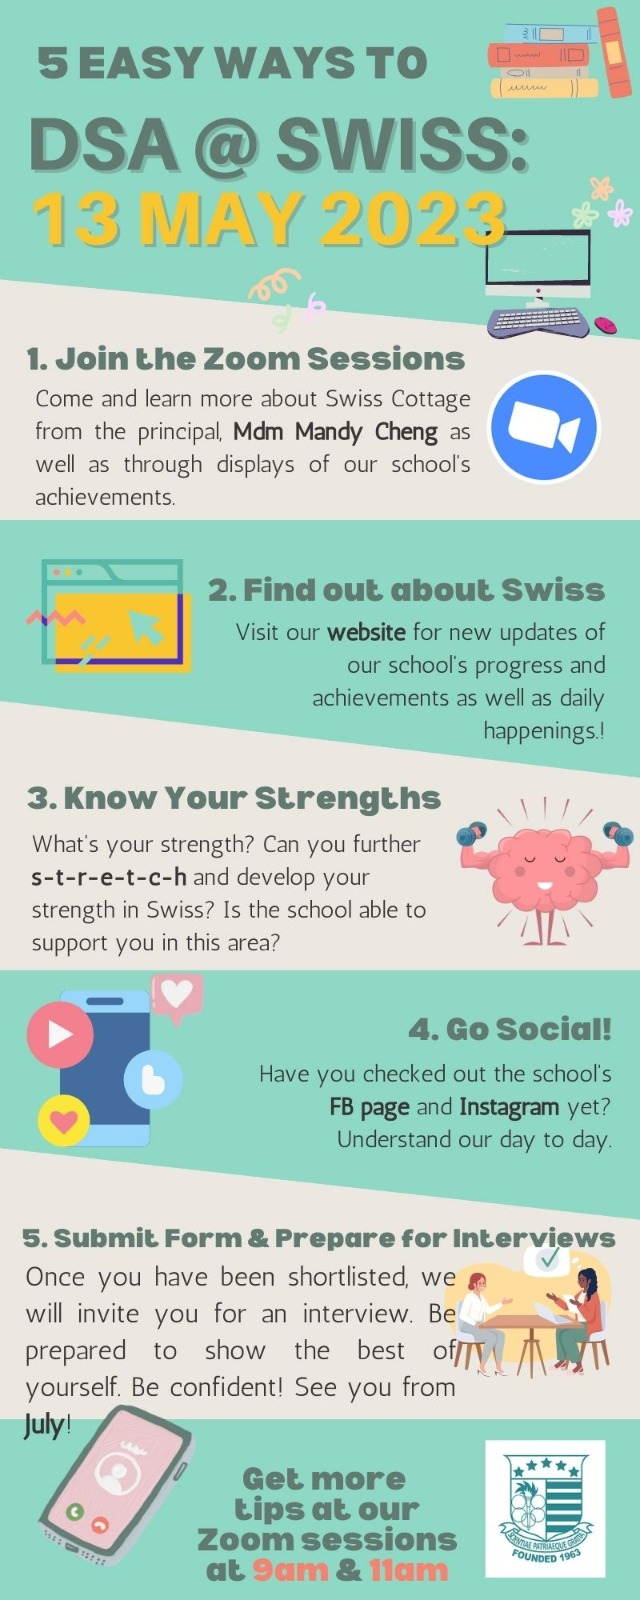 5 EASY WAYS TO
DSA @ SWISS:
13 MAY 2023
1. Join the Zoom Sessions
Come and learn more about Swiss Cottage
from the principal, Mdm Mandy Cheng as
well as through displays of our school's
achievements.
2. Find out about Swiss
Visit our website for new updates of
our school's progress and
achievements as well as daily
happenings.!
3. Know Your Strengths
What's your strength? Can you further
s-t-r-e-t-c-h and develop your
strength in Swiss? Is the school able to
support you in this area?
4. Go Social!
Have you checked out the school's
FB page and Instagram yet?
Understand our day to day.
5. Submit Form & Prepare for Interviews
Once you have been shortlisted, we
will invite you for an interview. Be
prepared to show the best of
yourself. Be confident! See you from
July!
Get more
tips at our
Zoom sessions
at 9am & 11am
SCIENTIAE PATRIAEQUE GRATIA
FOUNDED 1963